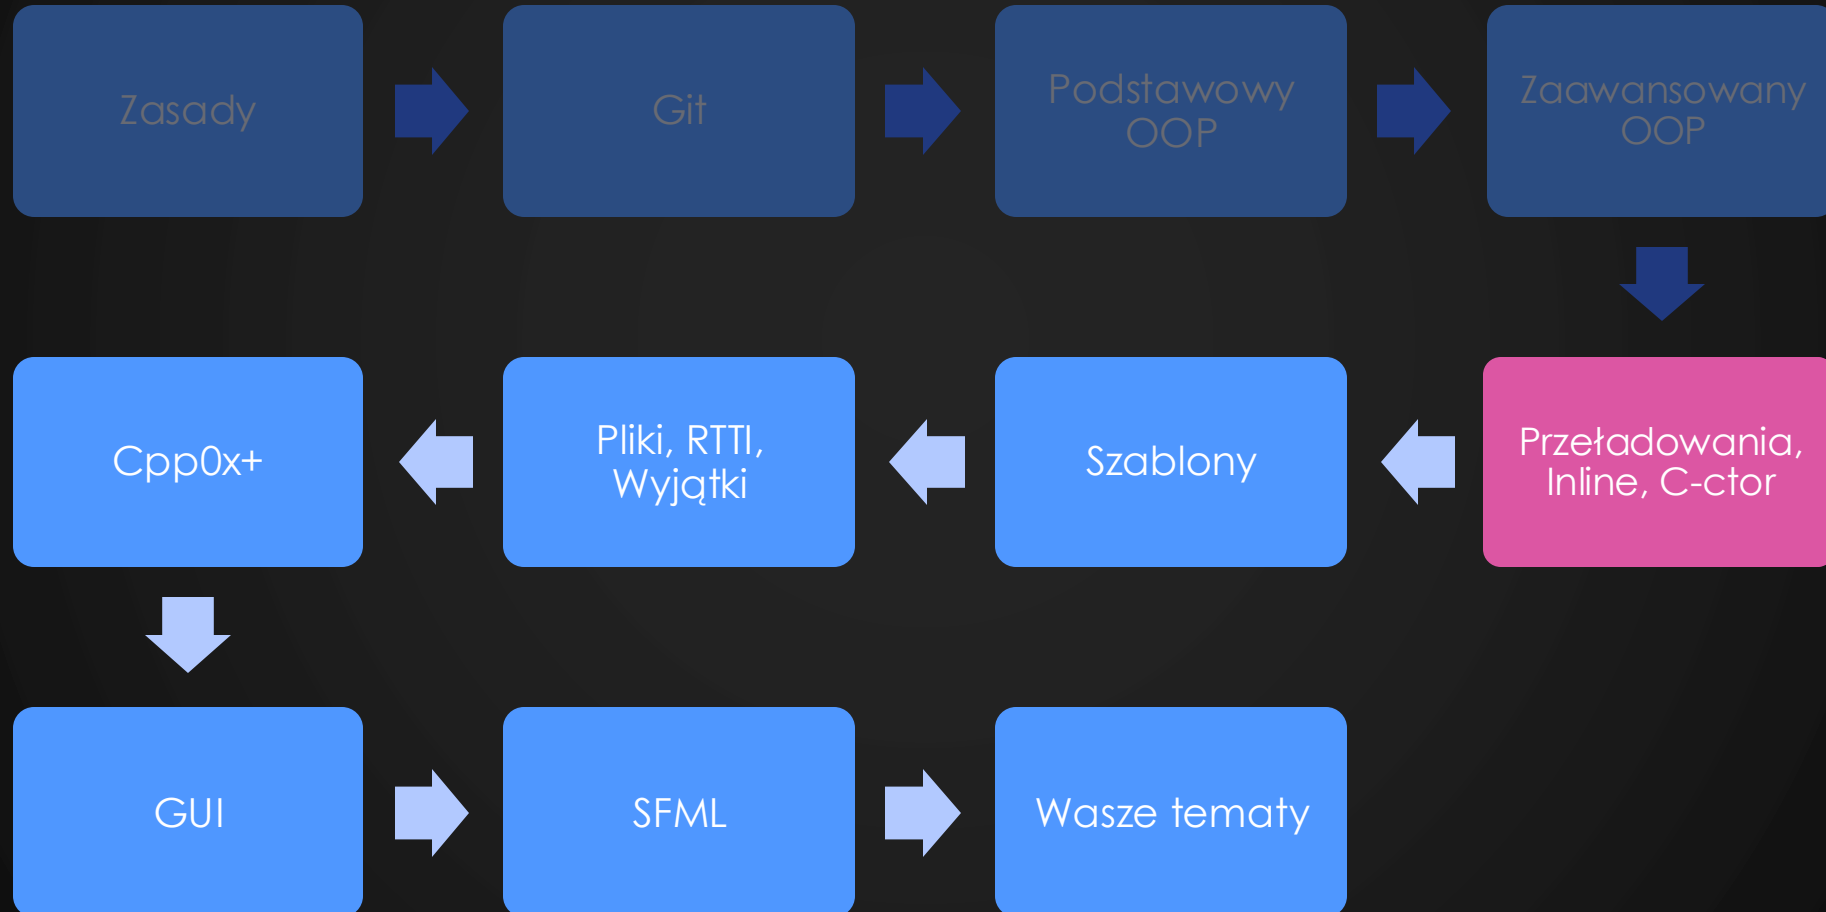 Zasady
Git
Podstawowy
OOP
Zaawansowany
OOP
Przeładowania,
Inline, C-ctor
Szablony
Pliki, RTTI,
Wyjątki
Cpp0x+
GUI
SFML
Wasze tematy